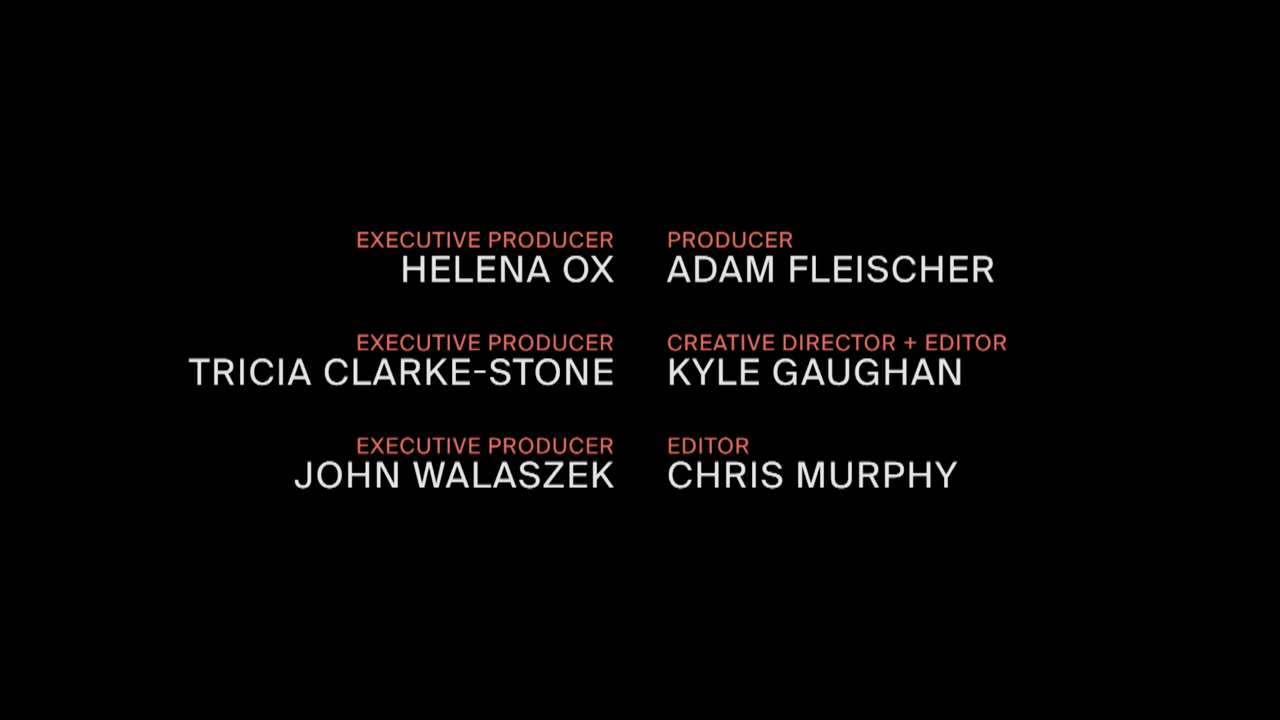 EXECUTIVE PRODUCER
HELENA OX
EXECUTIVE PRODUCER
TRICIA CLARKE-STONE
EXECUTIVE PRODUCER
JOHN WALASZEK
PRODUCER
ADAM FLEISCHER
CREATIVE DIRECTOR + EDITOR
KYLE GAUGHAN
EDITOR
CHRIS MURPHY